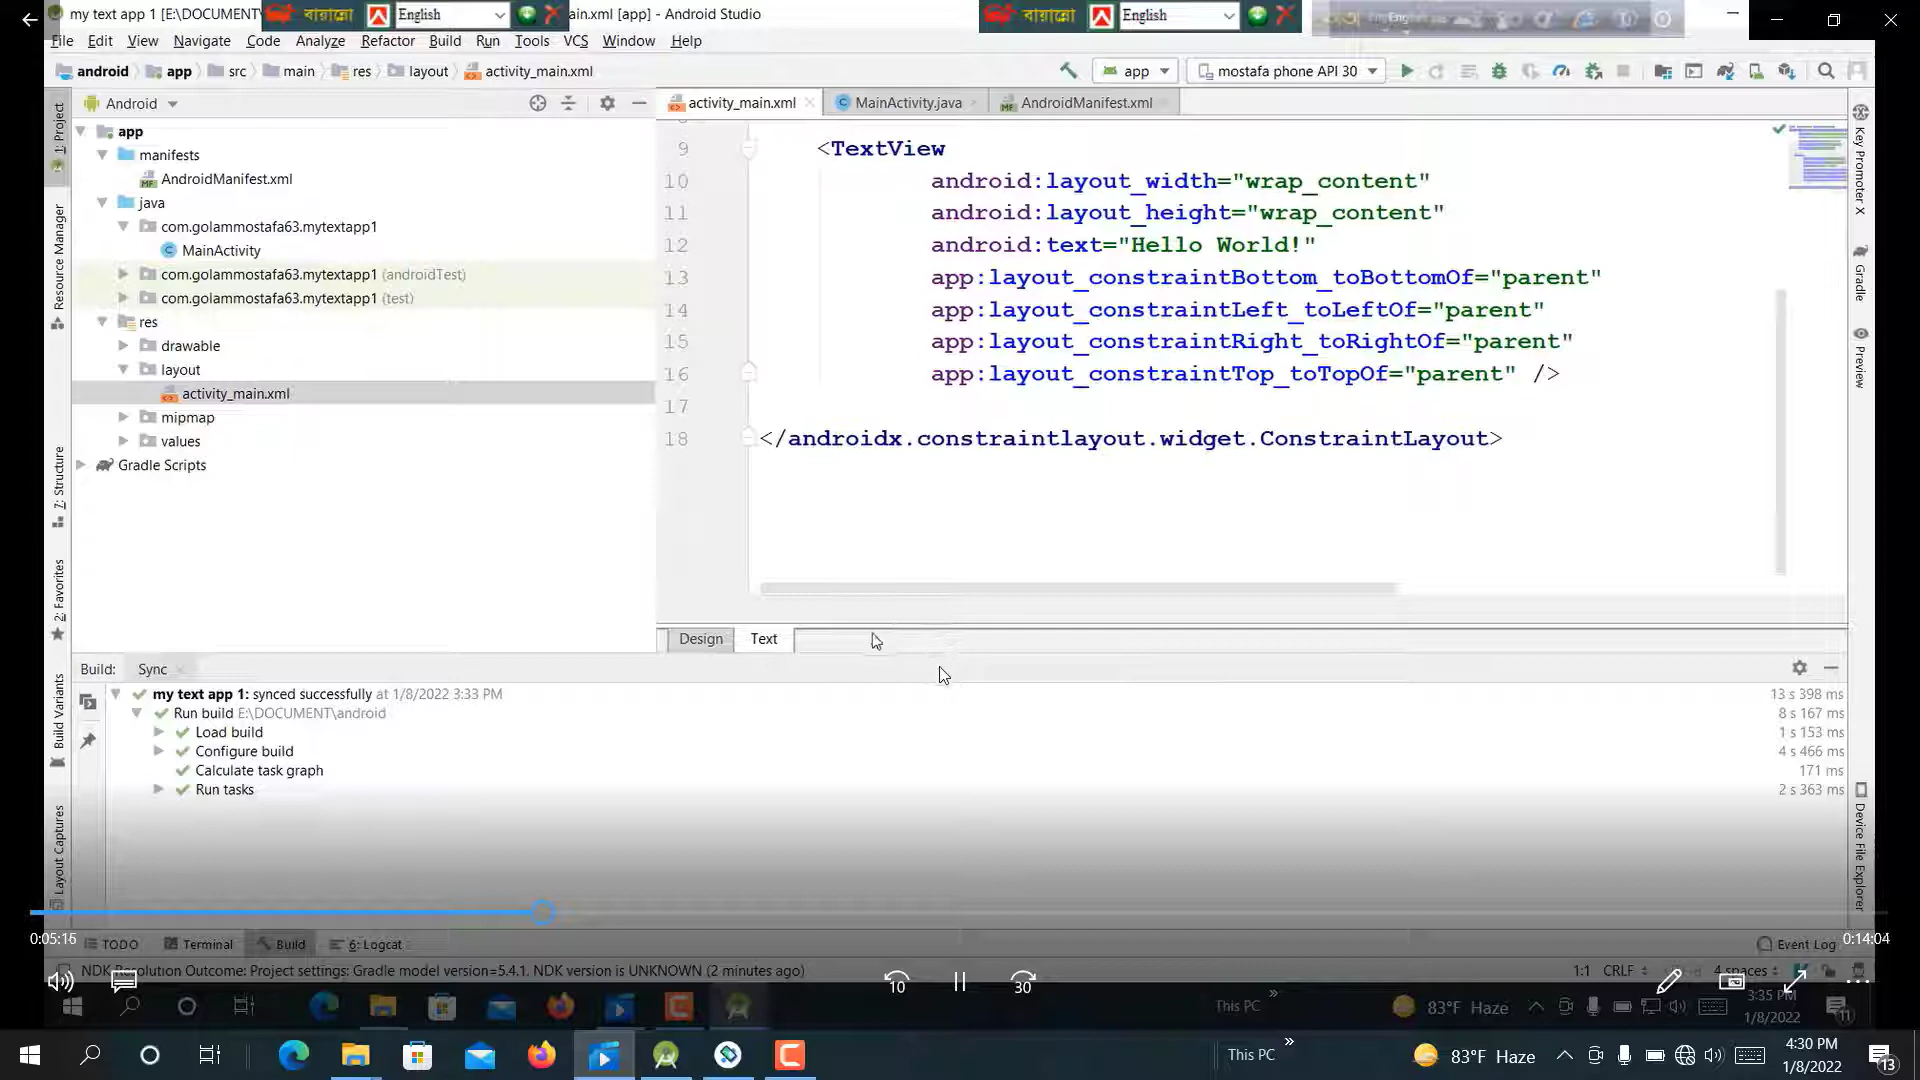 my text app 1 [E:\DOCUMENT
বায়ান্নো
English
ain.xml [app] - Android Studio
বায়ান্নো
English
File Edit View Navigate Code Analyze Refactor Build Run Tools VCS Window Help
android app src main res layout activity_main.xml
app
mostafa phone API 30
Android
activity_main.xml
MainActivity.java
AndroidManifest.xml
1: Project
Resource Manager
7: Structure
2: Favorites
Build Variants
Layout Captures
app
manifests
AndroidManifest.xml
java
com.golammostafa63.mytextapp1
MainActivity
com.golammostafa63.mytextapp1 (androidTest)
com.golammostafa63.mytextapp1 (test)
res
drawable
layout
activity_main.xml
mipmap
values
Gradle Scripts
9 <TextView
10 android:layout_width="wrap_content"
11 android:layout_height="wrap_content"
12 android:text="Hello World!"
13 app:layout_constraintBottom_toBottomOf="parent"
14 app:layout_constraintLeft_toLeftOf="parent"
15 app:layout_constraintRight_toRightOf="parent"
16 app:layout_constraintTop_toTopOf="parent" />
17
18 </androidx.constraintlayout.widget.ConstraintLayout>
Key Promoter X
Gradle
Preview
Device File Explorer
Design Text
Build: Sync
my text app 1: synced successfully at 1/8/2022 3:33 PM 13 s 398 ms
Run build E:\DOCUMENT\android 8 s 167 ms
Load build 1 s 153 ms
Configure build 4 s 466 ms
Calculate task graph 171 ms
Run tasks 2 s 363 ms
0:05:15
0:14:04
TODO Terminal Build 6: Logcat Event Log
NDK Resolution Outcome: Project settings: Gradle model version=5.4.1. NDK version is UNKNOWN (2 minutes ago)
1:1 CRLF 4 spaces
10
30
This PC
83°F Haze
3:35 PM
1/8/2022
11
This PC
83°F Haze
4:30 PM
1/8/2022
13